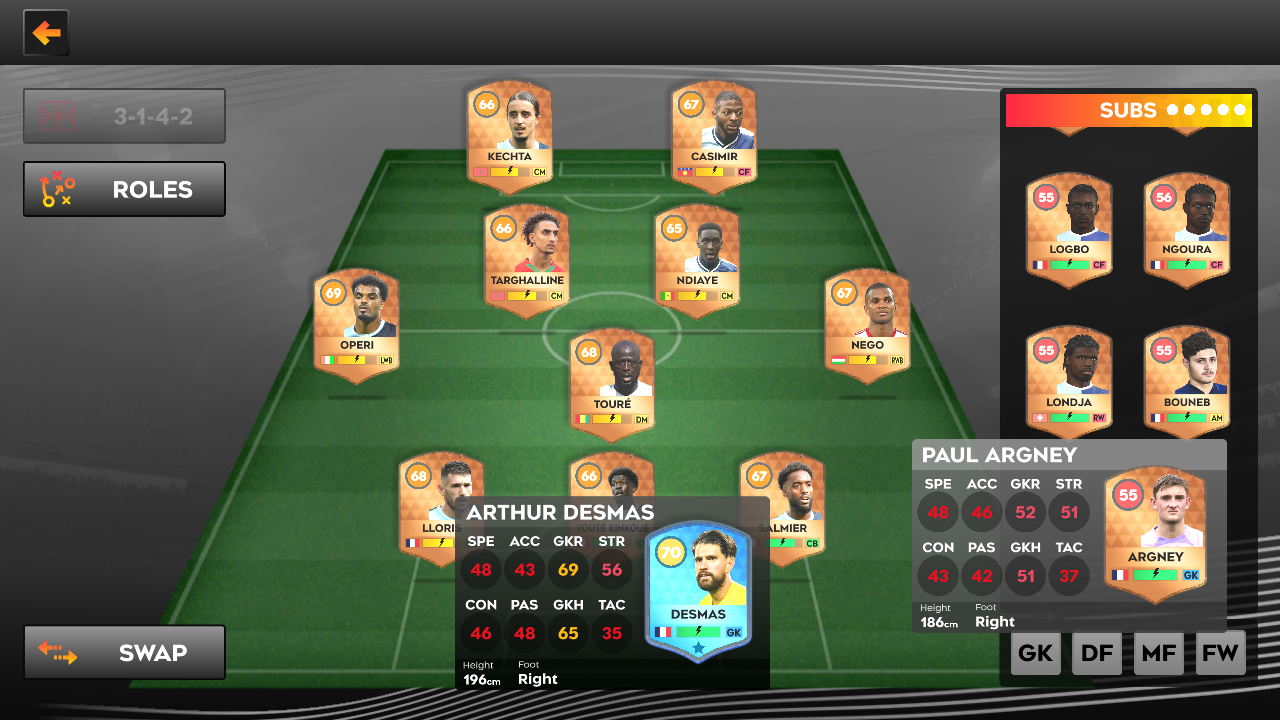 3-1-4-2
ROLES
SWAP
66
KECHTA
CM
67
CASIMIR
CF
66
TARGHALLINE
CM
65
NDIAYE
CM
69
OPERI
LWB
67
NEGO
RWB
68
TOURÉ
DM
68
LLORIS
66
YOUTÉ KINKOUE
67
SALMIER
CB
ARTHUR DESMAS
SPE ACC GKR STR
48 43 69 56
CON PAS GKH TAC
46 48 65 35
Height Foot
196cm Right
70
DESMAS
GK
SUBS
55
LOGBO
CF
56
NGOURA
CF
55
LONDJA
RW
55
BOUNEB
AM
PAUL ARGNEY
SPE ACC GKR STR
48 46 52 51
CON PAS GKH TAC
43 42 51 37
Height Foot
186cm Right
55
ARGNEY
GK
GK DF MF FW